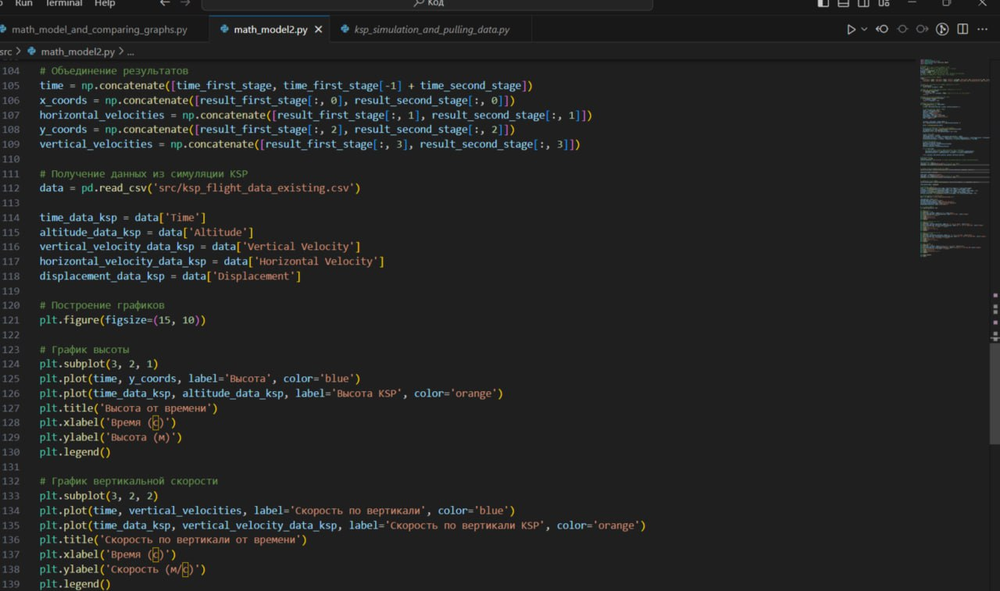 Run Terminal Help
Код
math_model_and_comparing_graphs.py
math_model2.py
ksp_simulation_and_pulling_data.py
src > math_model2.py > ...
104 # Объединение результатов
105 time = np.concatenate([time_first_stage, time_first_stage[-1] + time_second_stage])
106 x_coords = np.concatenate([result_first_stage[:, 0], result_second_stage[:, 0]])
107 horizontal_velocities = np.concatenate([result_first_stage[:, 1], result_second_stage[:, 1]])
108 y_coords = np.concatenate([result_first_stage[:, 2], result_second_stage[:, 2]])
109 vertical_velocities = np.concatenate([result_first_stage[:, 3], result_second_stage[:, 3]])
110
111 # Получение данных из симуляции KSP
112 data = pd.read_csv('src/ksp_flight_data_existing.csv')
113
114 time_data_ksp = data['Time']
115 altitude_data_ksp = data['Altitude']
116 vertical_velocity_data_ksp = data['Vertical Velocity']
117 horizontal_velocity_data_ksp = data['Horizontal Velocity']
118 displacement_data_ksp = data['Displacement']
119
120 # Построение графиков
121 plt.figure(figsize=(15, 10))
122
123 # График высоты
124 plt.subplot(3, 2, 1)
125 plt.plot(time, y_coords, label='Высота', color='blue')
126 plt.plot(time_data_ksp, altitude_data_ksp, label='Высота KSP', color='orange')
127 plt.title('Высота от времени')
128 plt.xlabel('Время (с)')
129 plt.ylabel('Высота (м)')
130 plt.legend()
131
132 # График вертикальной скорости
133 plt.subplot(3, 2, 2)
134 plt.plot(time, vertical_velocities, label='Скорость по вертикали', color='blue')
135 plt.plot(time_data_ksp, vertical_velocity_data_ksp, label='Скорость по вертикали KSP', color='orange')
136 plt.title('Скорость по вертикали от времени')
137 plt.xlabel('Время (с)')
138 plt.ylabel('Скорость (м/с)')
139 plt.legend()